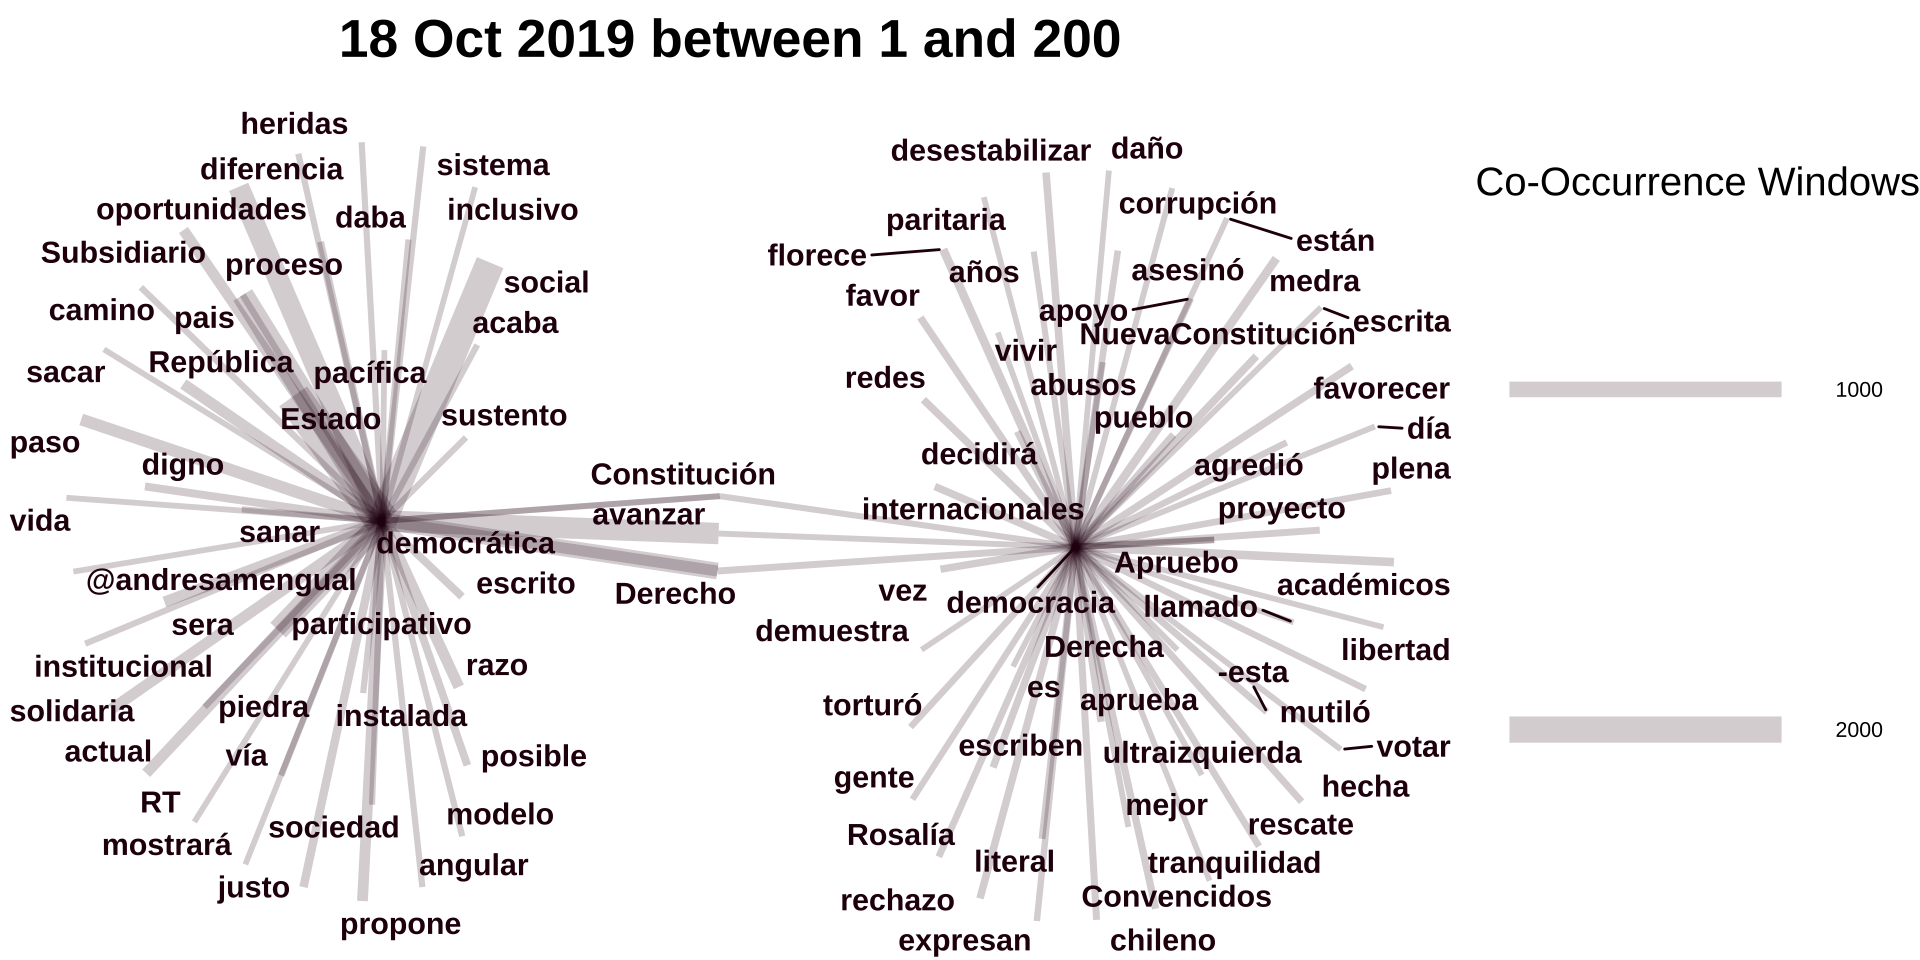 18 Oct 2019 between 1 and 200
heridas
diferencia
sistema
oportunidades
daba
inclusivo
Subsidiario
proceso
social
camino
pais
acaba
sacar
República
pacífica
Estado
sustento
paso
digno
Constitución
avanzar
vida
sanar
democrática
@andresamengual
escrito
Derecho
sera
participativo
institucional
razo
solidaria
piedra
instalada
actual
vía
posible
RT
mostrará
sociedad
modelo
justo
angular
propone
desestabilizar
daño
paritaria
corrupción
florece
están
años
asesinó
medra
favor
apoyo
NuevaConstitución
escrita
vivir
redes
abusos
favorecer
pueblo
día
decidirá
agredió
plena
internacionales
proyecto
Apruebo
vez
democracia
llamado
académicos
demuestra
Derecha
libertad
es
-esta
torturó
aprueba
mutiló
escriben
ultraizquierda
votar
gente
hecha
mejor
Rosalía
rescate
literal
tranquilidad
rechazo
Convencidos
expresan
chileno
Co-Occurrence Windows
1000
2000